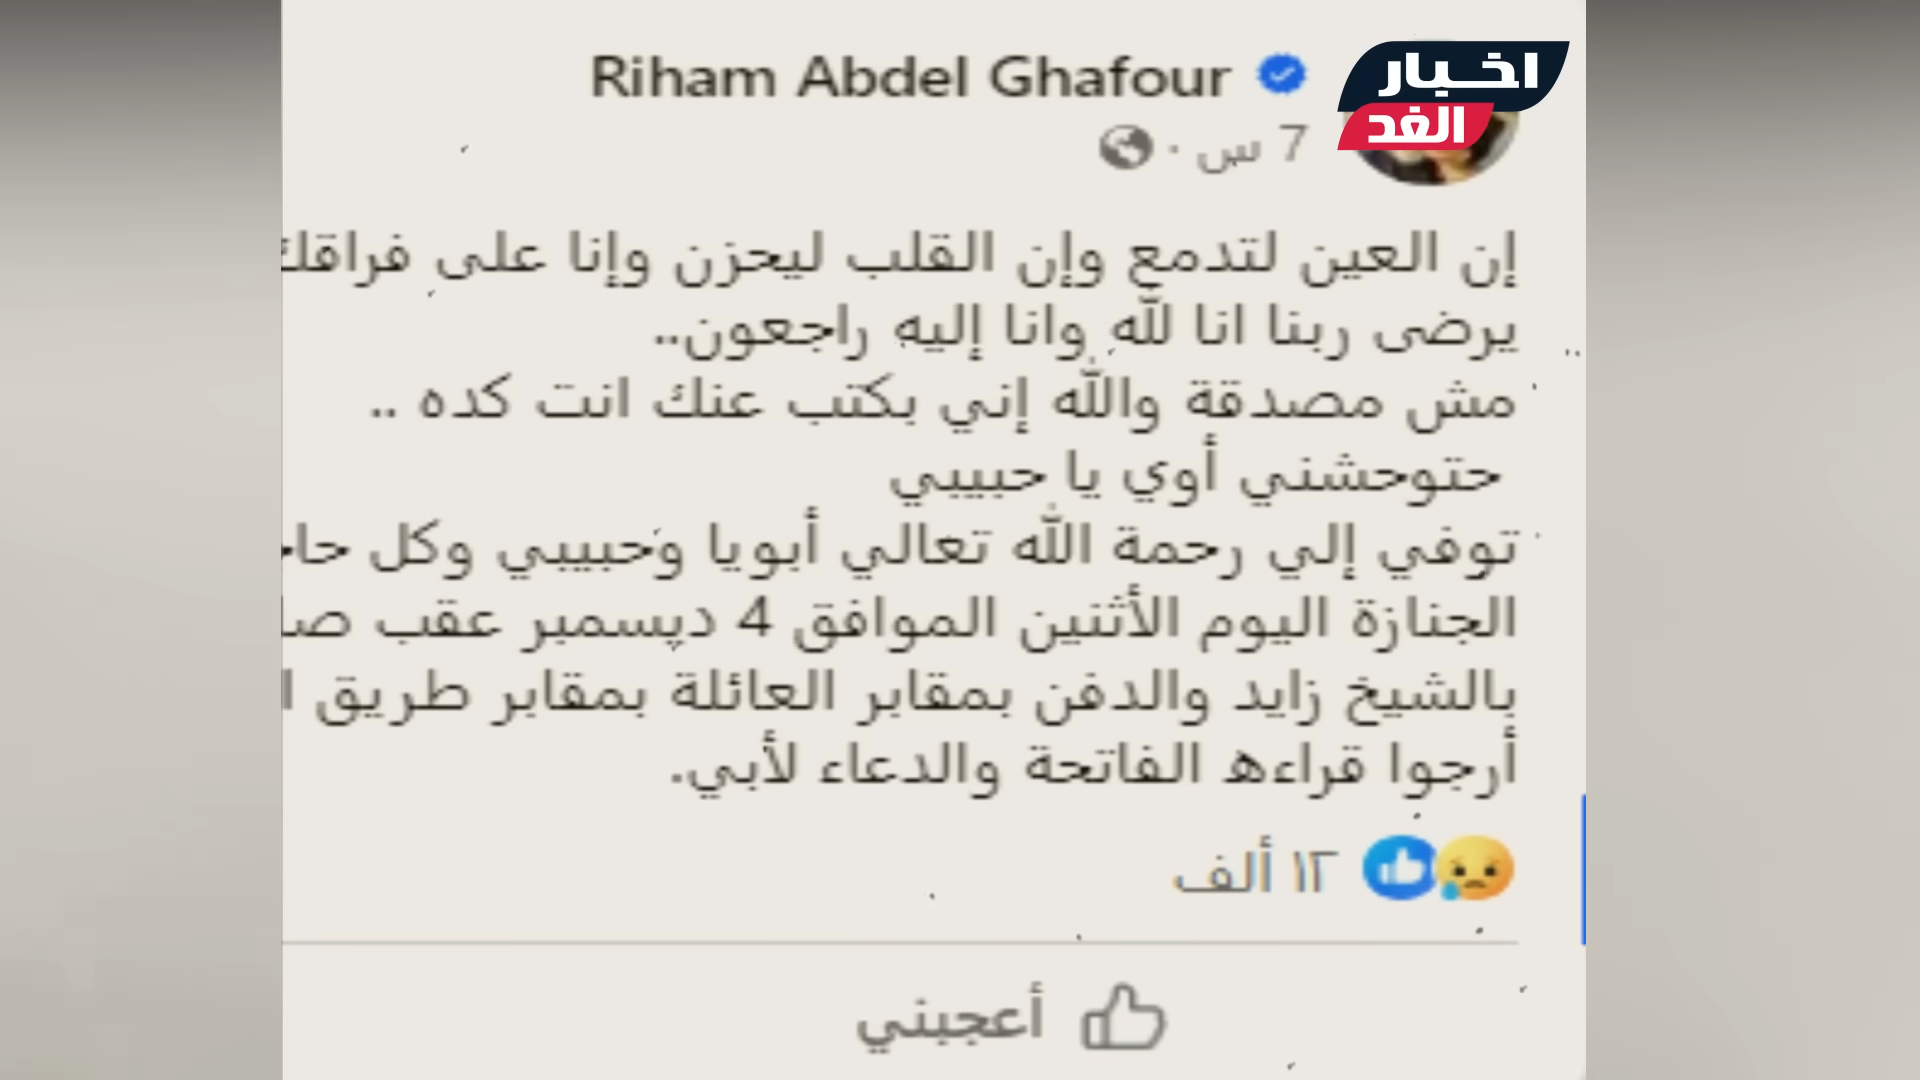 اخبار
الغد
Riham Abdel Ghafour
7 س ·
إن العين لتدمع وإن القلب ليحزن وإنا على فراقك
يرضى ربنا انا لله وانا إليه راجعون..
مش مصدقة والله إني بكتب عنك انت كده ..
حتوحشني أوي يا حبيبي
توفي إلي رحمة الله تعالي أبويا وحبيبي وكل
الجنازة اليوم الأثنين الموافق 4 ديسمبر عقب
بالشيخ زايد والدفن بمقابر العائلة بمقابر طريق
أرجوا قراءه الفاتحة والدعاء لأبي.
١٢ ألف
أعجبني